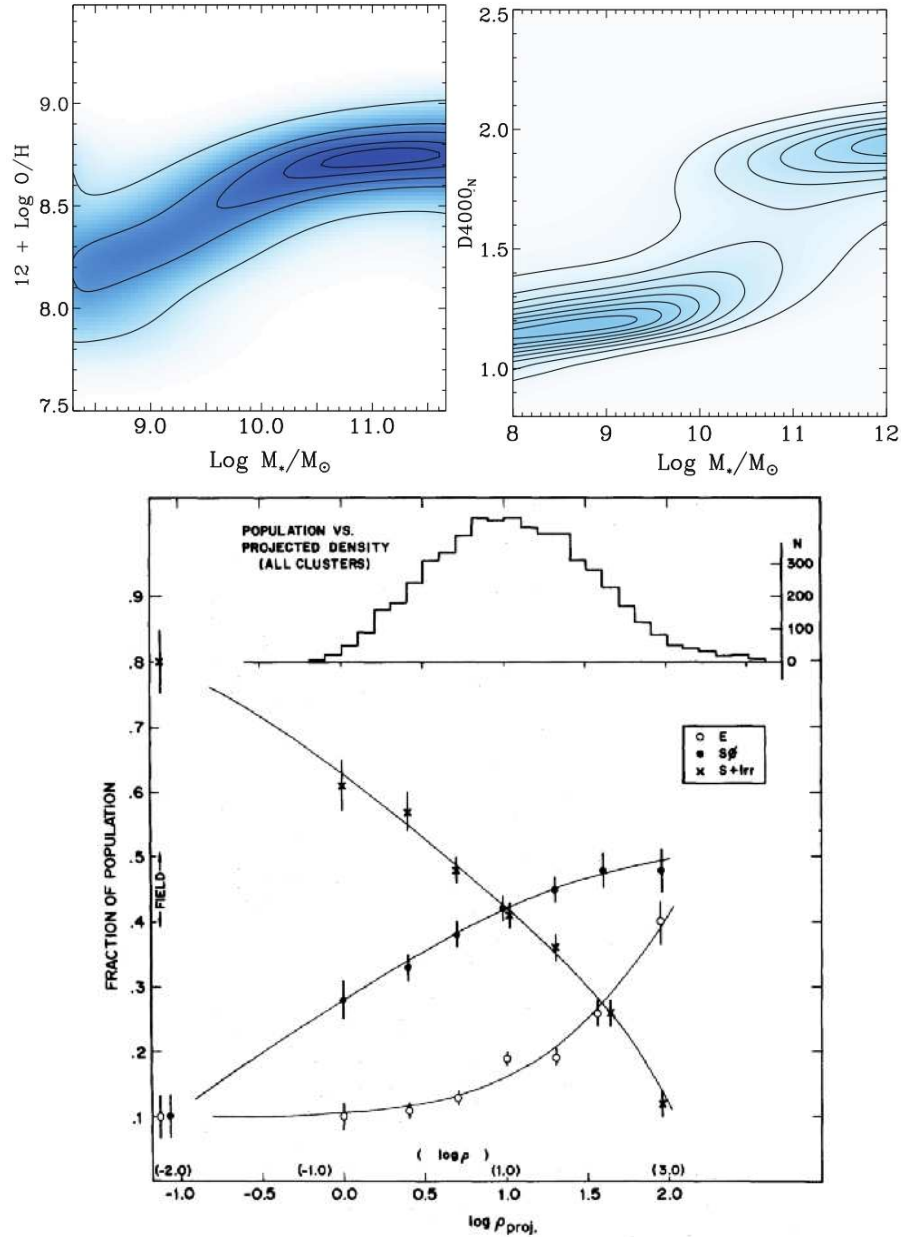 12 + Log O/H
9.0
8.5
8.0
7.5
9.0 10.0 11.0
Log M*/M⊙
D4000N
2.5
2.0
1.5
1.0
8 9 10 11 12
Log M*/M⊙
POPULATION VS.
PROJECTED DENSITY
(ALL CLUSTERS)
N
300
200
100
0
FRACTION OF POPULATION
.9
.8
.7
.6
.5
.4
.3
.2
.1
FIELD
E
SØ
S+Irr
(-2.0) (-1.0) ( log ρ ) (1.0) (3.0)
-1.0 -0.5 0.0 0.5 1.0 1.5 2.0
log ρproj.